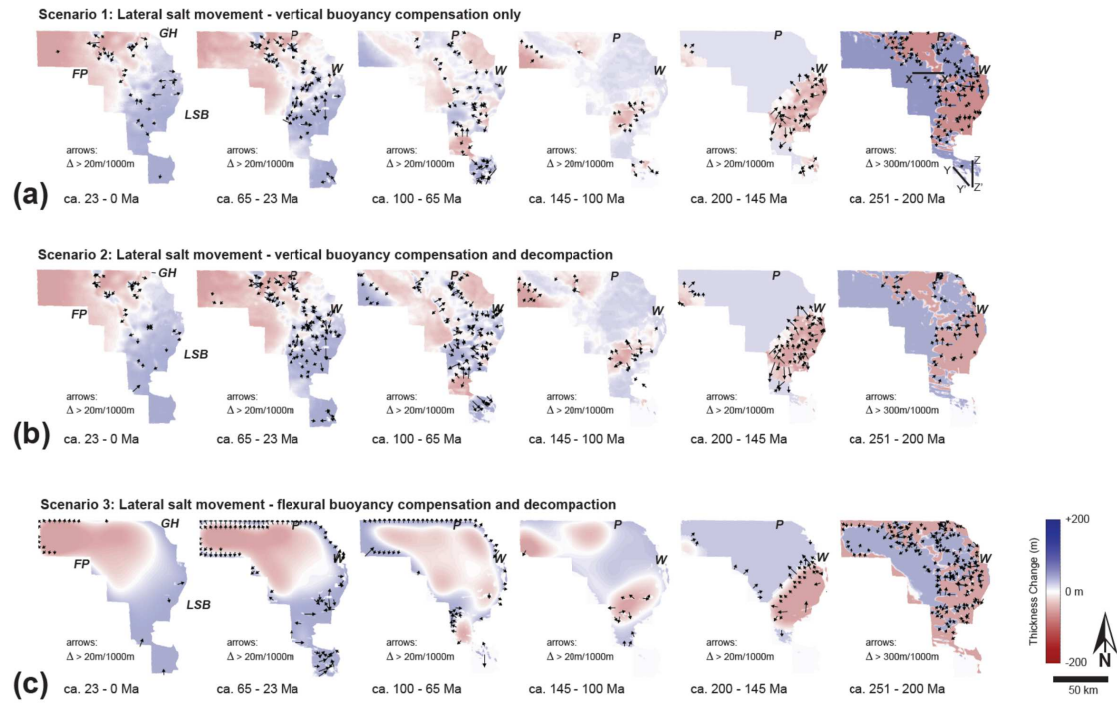 Scenario 1: Lateral salt movement - vertical buoyancy compensation only
GH
P
P
P
P
P
FP
W
W
W
W
W
X
LSB
arrows:
Δ > 20m/1000m
arrows:
Δ > 20m/1000m
arrows:
Δ > 20m/1000m
arrows:
Δ > 20m/1000m
arrows:
Δ > 20m/1000m
arrows:
Δ > 300m/1000m
Z
Y
Y'
Z'
(a)
ca. 23 - 0 Ma
ca. 65 - 23 Ma
ca. 100 - 65 Ma
ca. 145 - 100 Ma
ca. 200 - 145 Ma
ca. 251 - 200 Ma
Scenario 2: Lateral salt movement - vertical buoyancy compensation and decompaction
GH
P
P
P
P
FP
W
W
W
W
W
LSB
arrows:
Δ > 20m/1000m
arrows:
Δ > 20m/1000m
arrows:
Δ > 20m/1000m
arrows:
Δ > 20m/1000m
arrows:
Δ > 20m/1000m
arrows:
Δ > 300m/1000m
(b)
ca. 23 - 0 Ma
ca. 65 - 23 Ma
ca. 100 - 65 Ma
ca. 145 - 100 Ma
ca. 200 - 145 Ma
ca. 251 - 200 Ma
Scenario 3: Lateral salt movement - flexural buoyancy compensation and decompaction
GH
P
P
P
P
FP
W
W
W
W
W
LSB
arrows:
Δ > 20m/1000m
arrows:
Δ > 20m/1000m
arrows:
Δ > 20m/1000m
arrows:
Δ > 20m/1000m
arrows:
Δ > 20m/1000m
arrows:
Δ > 300m/1000m
(c)
ca. 23 - 0 Ma
ca. 65 - 23 Ma
ca. 100 - 65 Ma
ca. 145 - 100 Ma
ca. 200 - 145 Ma
ca. 251 - 200 Ma
Thickness Change (m)
+200
0 m
-200
N
50 km